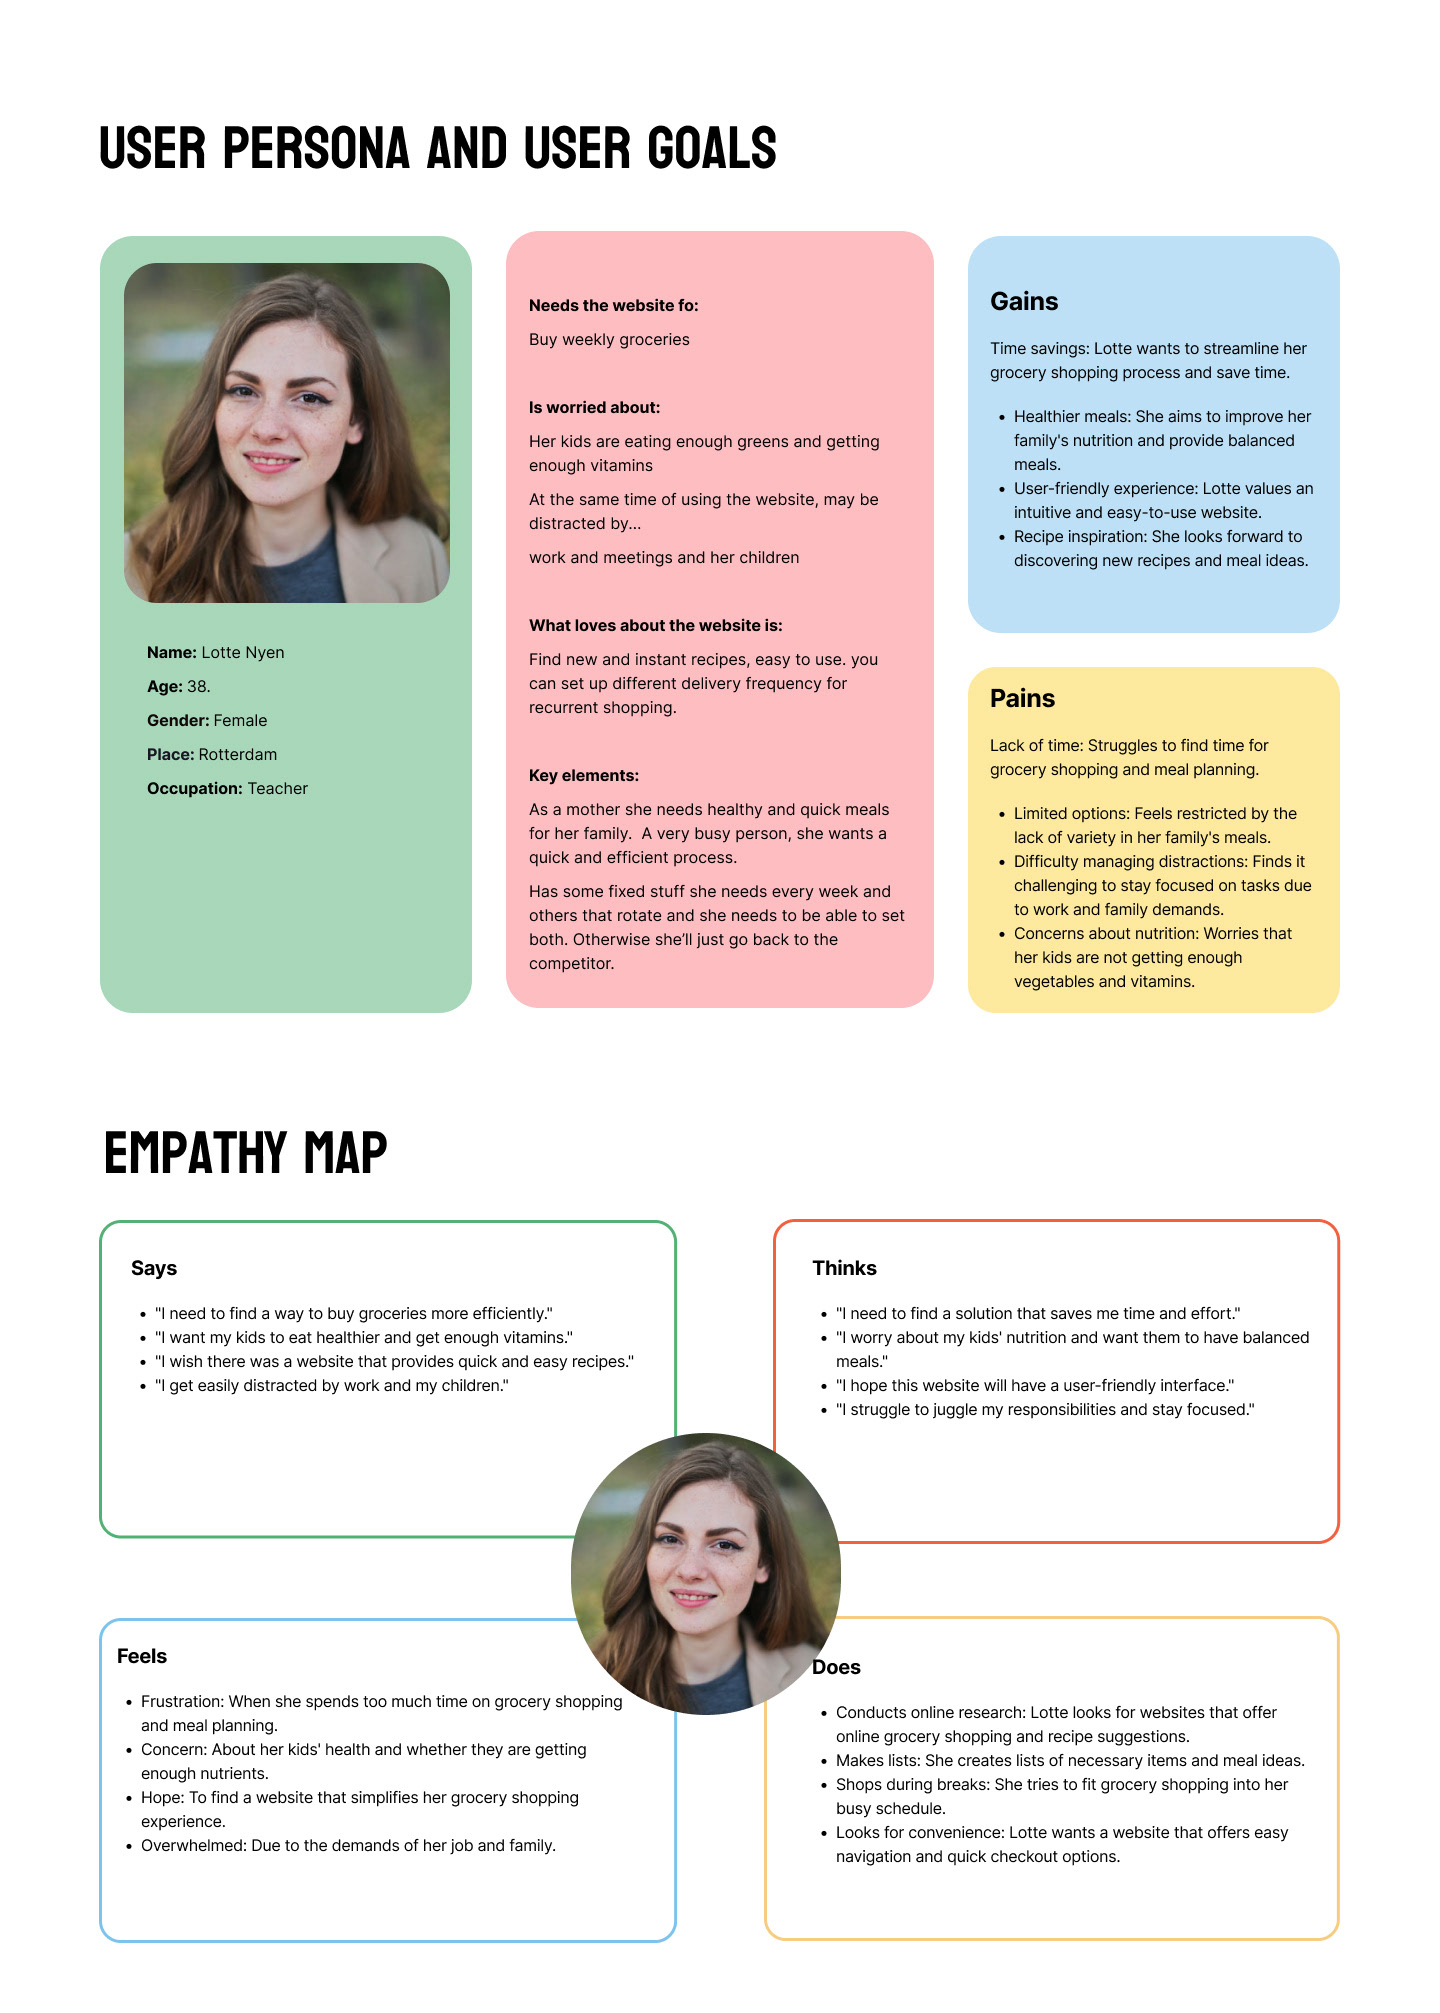 USER PERSONA AND USER GOALS
Name: Lotte Nyen
Age: 38.
Gender: Female
Place: Rotterdam
Occupation: Teacher
Needs the website fo:
Buy weekly groceries
Is worried about:
Her kids are eating enough greens and getting
enough vitamins
At the same time of using the website, may be
distracted by...
work and meetings and her children
What loves about the website is:
Find new and instant recipes, easy to use. you
can set up different delivery frequency for
recurrent shopping.
Key elements:
As a mother she needs healthy and quick meals
for her family.  A very busy person, she wants a
quick and efficient process.
Has some fixed stuff she needs every week and
others that rotate and she needs to be able to set
both. Otherwise she’ll just go back to the
competitor.
Gains
Time savings: Lotte wants to streamline her
grocery shopping process and save time.
• Healthier meals: She aims to improve her
family's nutrition and provide balanced
meals.
• User-friendly experience: Lotte values an
intuitive and easy-to-use website.
• Recipe inspiration: She looks forward to
discovering new recipes and meal ideas.
Pains
Lack of time: Struggles to find time for
grocery shopping and meal planning.
• Limited options: Feels restricted by the
lack of variety in her family's meals.
• Difficulty managing distractions: Finds it
challenging to stay focused on tasks due
to work and family demands.
• Concerns about nutrition: Worries that
her kids are not getting enough
vegetables and vitamins.
EMPATHY MAP
Says
• "I need to find a way to buy groceries more efficiently."
• "I want my kids to eat healthier and get enough vitamins."
• "I wish there was a website that provides quick and easy recipes."
• "I get easily distracted by work and my children."
Thinks
• "I need to find a solution that saves me time and effort."
• "I worry about my kids' nutrition and want them to have balanced
meals."
• "I hope this website will have a user-friendly interface."
• "I struggle to juggle my responsibilities and stay focused."
Feels
• Frustration: When she spends too much time on grocery shopping
and meal planning.
• Concern: About her kids' health and whether they are getting
enough nutrients.
• Hope: To find a website that simplifies her grocery shopping
experience.
• Overwhelmed: Due to the demands of her job and family.
Does
• Conducts online research: Lotte looks for websites that offer
online grocery shopping and recipe suggestions.
• Makes lists: She creates lists of necessary items and meal ideas.
• Shops during breaks: She tries to fit grocery shopping into her
busy schedule.
• Looks for convenience: Lotte wants a website that offers easy
navigation and quick checkout options.